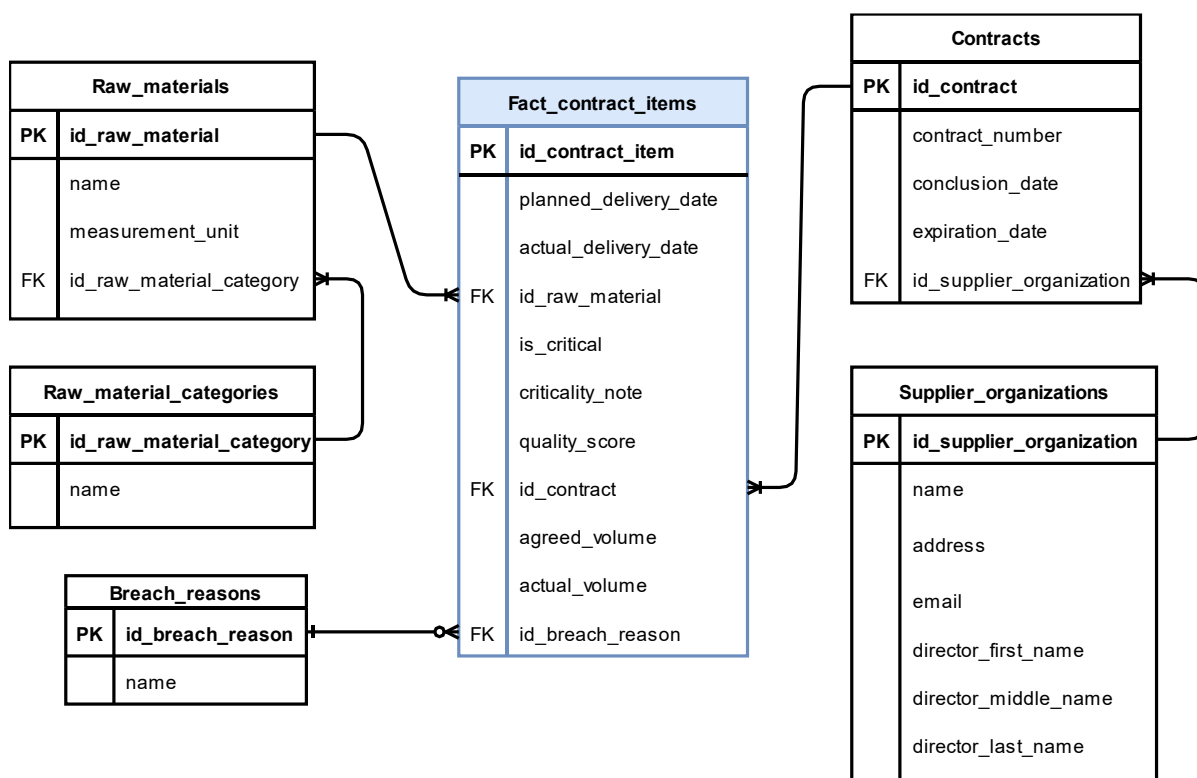 Raw_materials
PK id_raw_material
name
measurement_unit
FK id_raw_material_category
Raw_material_categories
PK id_raw_material_category
name
Breach_reasons
PK id_breach_reason
name
Fact_contract_items
PK id_contract_item
planned_delivery_date
actual_delivery_date
FK id_raw_material
is_critical
criticality_note
quality_score
FK id_contract
agreed_volume
actual_volume
FK id_breach_reason
Contracts
PK id_contract
contract_number
conclusion_date
expiration_date
FK id_supplier_organization
Supplier_organizations
PK id_supplier_organization
name
address
email
director_first_name
director_middle_name
director_last_name